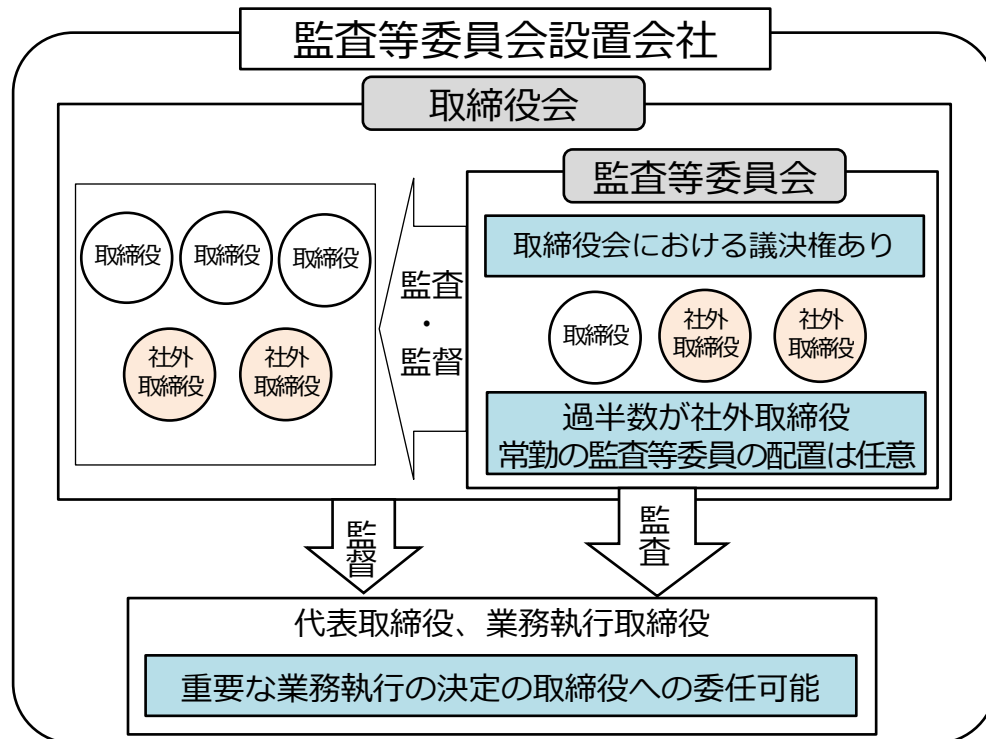 監査等委員会設置会社
取締役会
監査等委員会
取締役会における議決権あり
取締役
取締役
取締役
社外
取締役
社外
取締役
監査
・
監督
取締役
社外
取締役
社外
取締役
過半数が社外取締役
常勤の監査等委員の配置は任意
監督
監査
代表取締役、業務執行取締役
重要な業務執行の決定の取締役への委任可能